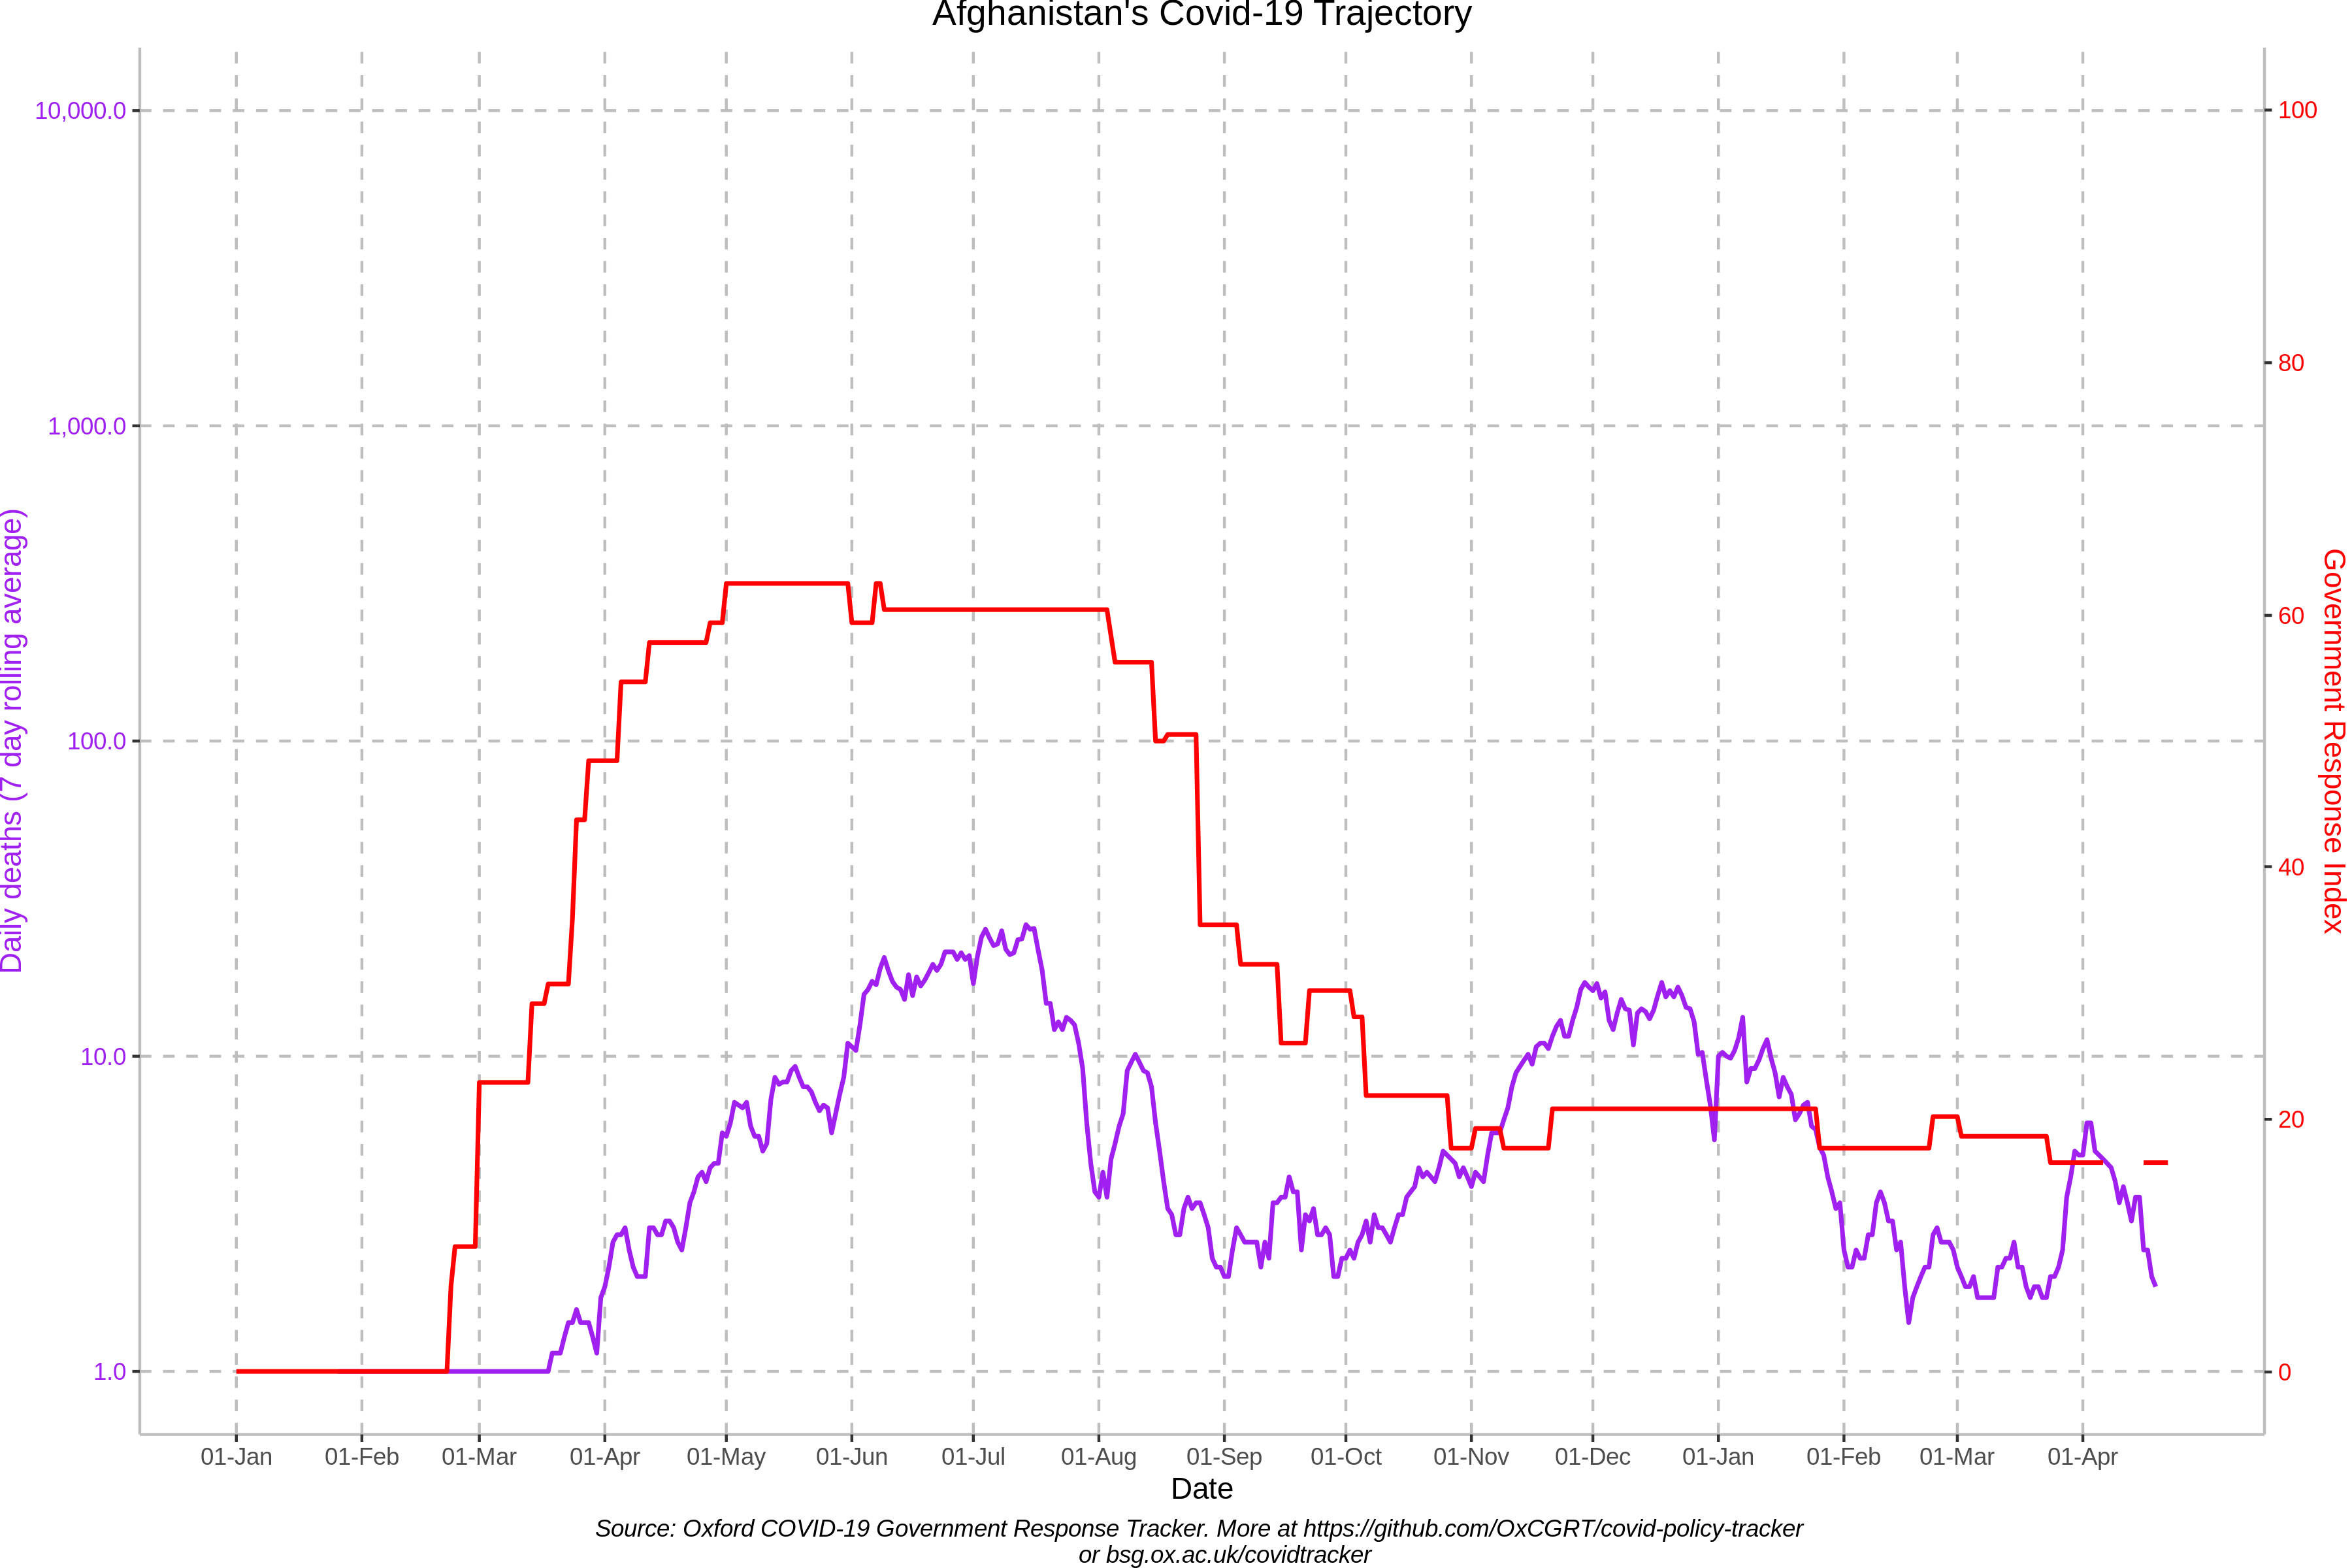 Afghanistan's Covid-19 Trajectory
10,000.0
1,000.0
100.0
10.0
1.0
Daily deaths (7 day rolling average)
100
80
60
40
20
0
Government Response Index
01-Jan 01-Feb 01-Mar 01-Apr 01-May 01-Jun 01-Jul 01-Aug 01-Sep 01-Oct 01-Nov 01-Dec 01-Jan 01-Feb 01-Mar 01-Apr
Date
Source: Oxford COVID-19 Government Response Tracker. More at https://github.com/OxCGRT/covid-policy-tracker
or bsg.ox.ac.uk/covidtracker